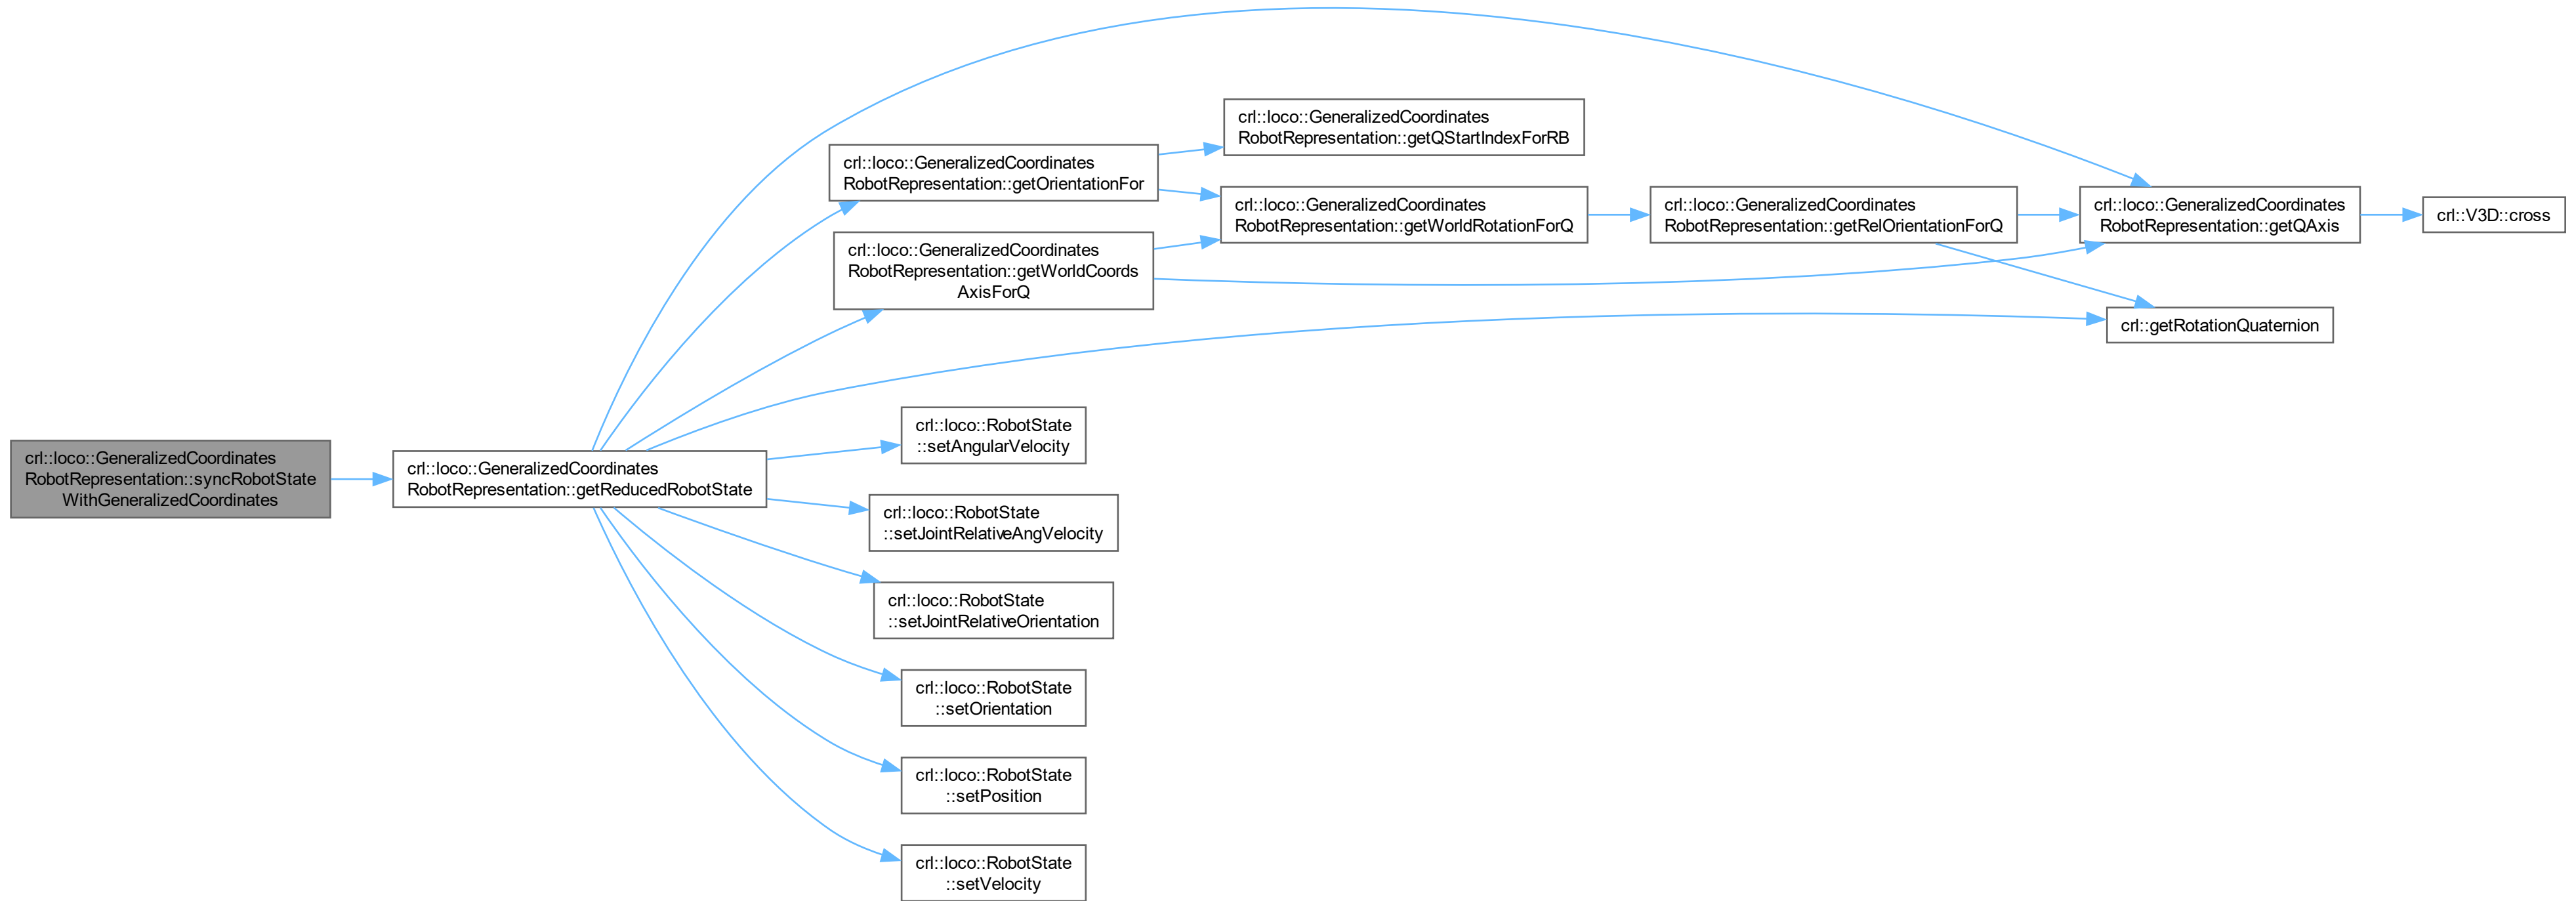 crl::loco::GeneralizedCoordinates
RobotRepresentation::syncRobotState
WithGeneralizedCoordinates
crl::loco::GeneralizedCoordinates
RobotRepresentation::getReducedRobotState
crl::loco::GeneralizedCoordinates
RobotRepresentation::getOrientationFor
crl::loco::GeneralizedCoordinates
RobotRepresentation::getWorldCoords
AxisForQ
crl::loco::RobotState
::setAngularVelocity
crl::loco::RobotState
::setJointRelativeAngVelocity
crl::loco::RobotState
::setJointRelativeOrientation
crl::loco::RobotState
::setOrientation
crl::loco::RobotState
::setPosition
crl::loco::RobotState
::setVelocity
crl::loco::GeneralizedCoordinates
RobotRepresentation::getQStartIndexForRB
crl::loco::GeneralizedCoordinates
RobotRepresentation::getWorldRotationForQ
crl::loco::GeneralizedCoordinates
RobotRepresentation::getRelOrientationForQ
crl::loco::GeneralizedCoordinates
RobotRepresentation::getQAxis
crl::getRotationQuaternion
crl::V3D::cross